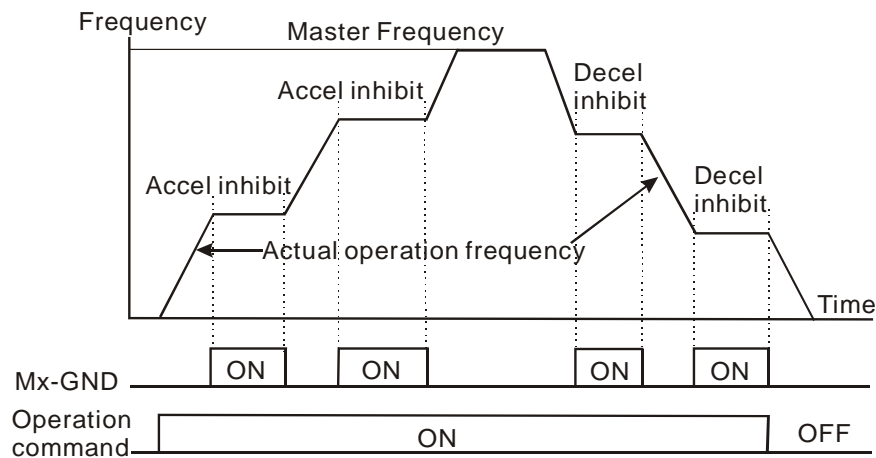 Frequency
Master Frequency
Accel inhibit
Decel
inhibit
Accel inhibit
Decel
inhibit
Actual operation frequency
Time
Mx-GND
ON
ON
ON
ON
Operation
command
ON
OFF